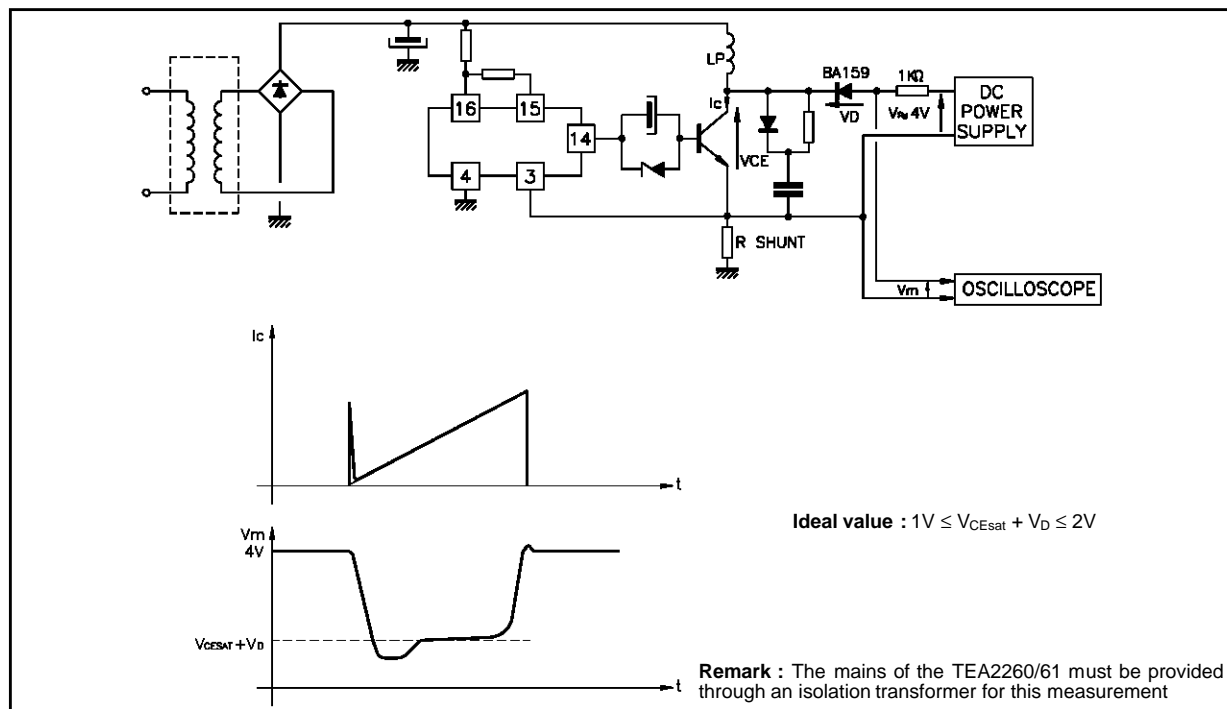 LP
BA159
1KΩ
DC
POWER
SUPPLY
16
15
14
4
3
Ic
VCE
VD
4V
R SHUNT
Vm
OSCILLOSCOPE
Ic
t
Ideal value : 1V ≤ VCEsat + VD ≤ 2V
Vm
4V
VCESAT+VD
t
Remark : The mains of the TEA2260/61 must be provided
through an isolation transformer for this measurement